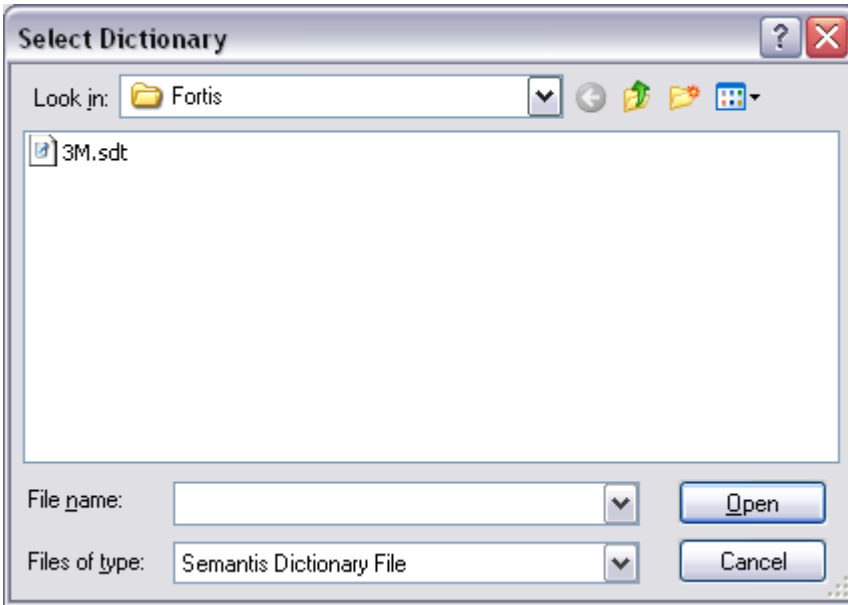 Select Dictionary
Look in: Fortis
3M.sdt
File name: Open
Files of type: Semantis Dictionary File Cancel